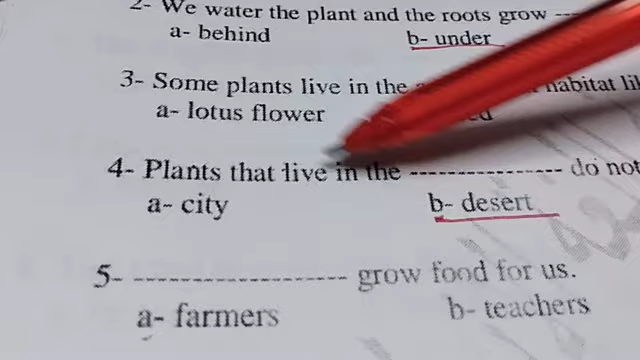 2- We water the plant and the roots grow ---
a- behind b- under
3- Some plants live in the habitat
a- lotus flower
4- Plants that live in the ---------------- do not
a- city b- desert
5- ---------------------- grow food for us.
a- farmers b- teachers